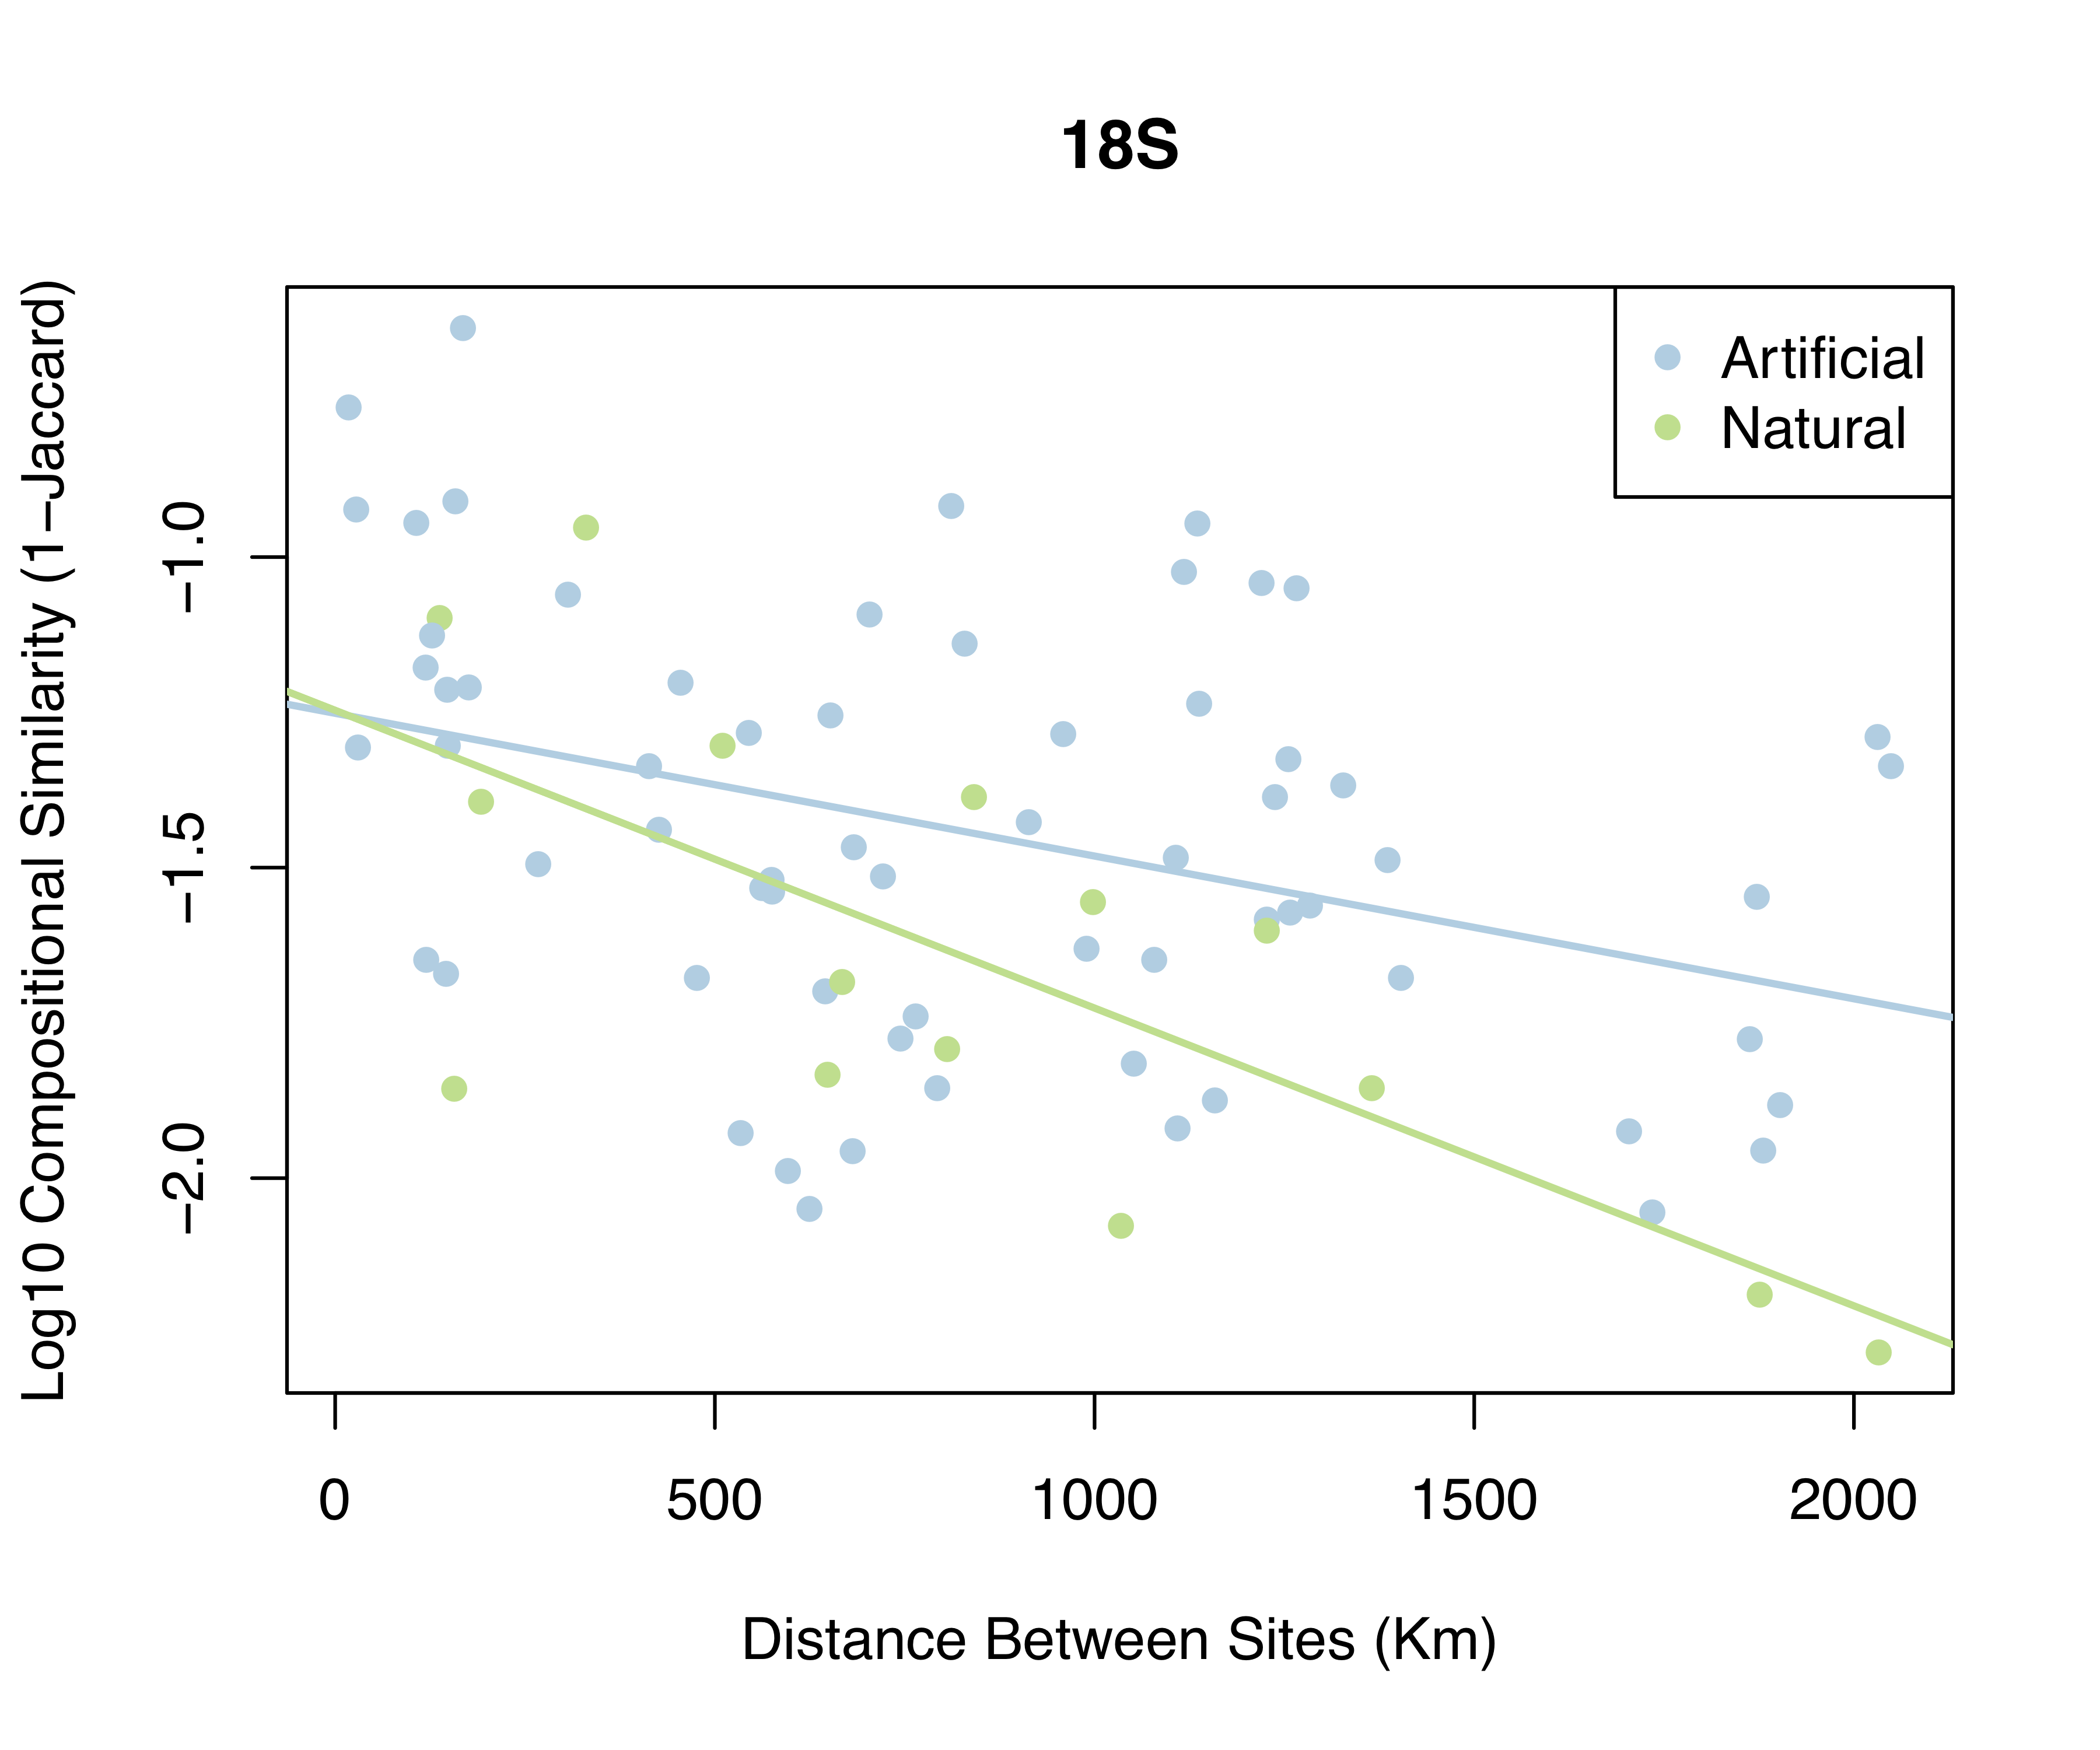 18S
Artificial
Natural
Log10 Compositional Similarity (1−Jaccard)
−1.0
−1.5
−2.0
0 500 1000 1500 2000
Distance Between Sites (Km)